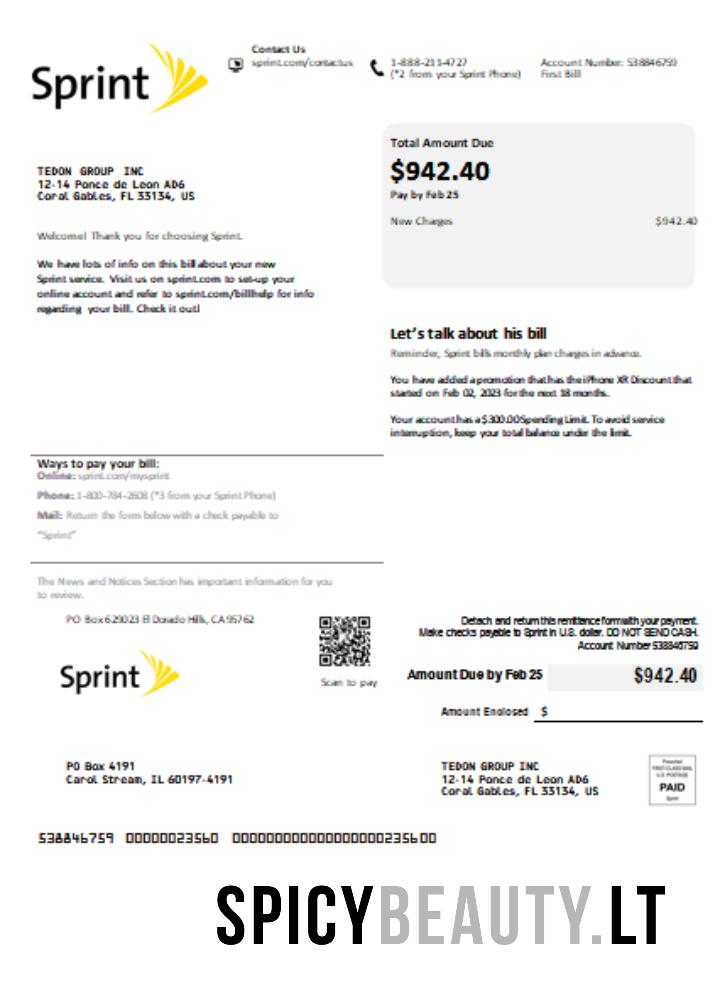 Sprint
Contact Us
sprint.com/contactus
1-888-211-4727
(*2 from your Sprint Phone)
Account Number: 538846759
First Bill
Total Amount Due
$942.40
Pay by Feb 25
New Charges $942.40
TEDON GROUP INC
12-14 Ponce de Leon AD6
Coral Gables, FL 33134, US
Welcome! Thank you for choosing Sprint.
We have lots of info on this bill about your new
Sprint service. Visit us on sprint.com to set-up your
online account and refer to sprint.com/billhelp for info
regarding your bill. Check it out!
Let's talk about his bill
Reminder, Sprint bills monthly plan charges in advance.
You have added a promotion that has the iPhone XR Discount that
started on Feb 02, 2023 for the next 18 months.
Your account has a $300.00 Spending Limit. To avoid service
interruption, keep your total balance under the limit.
Ways to pay your bill:
Online: sprint.com/mysprint
Phone: 1-800-784-2608 (*3 from your Sprint Phone)
Mail: Return the form below with a check payable to
"Sprint"
The News and Notices Section has important information for you
to review.
PO Box 629023 El Dorado Hills, CA 95762
Sprint
Scan to pay
Detach and return this remittance form with your payment.
Make checks payable to Sprint in U.S. dollar. DO NOT SEND CASH.
Account Number 538846759
Amount Due by Feb 25 $942.40
Amount Enclosed $
PO Box 4191
Carol Stream, IL 60197-4191
TEDON GROUP INC
12-14 Ponce de Leon AD6
Coral Gables, FL 33134, US
Presorted
FIRST-CLASS MAIL
U.S. POSTAGE
PAID
Sprint
538846759 00000023560 0000000000000000000235600
SPICYBEAUTY.LT